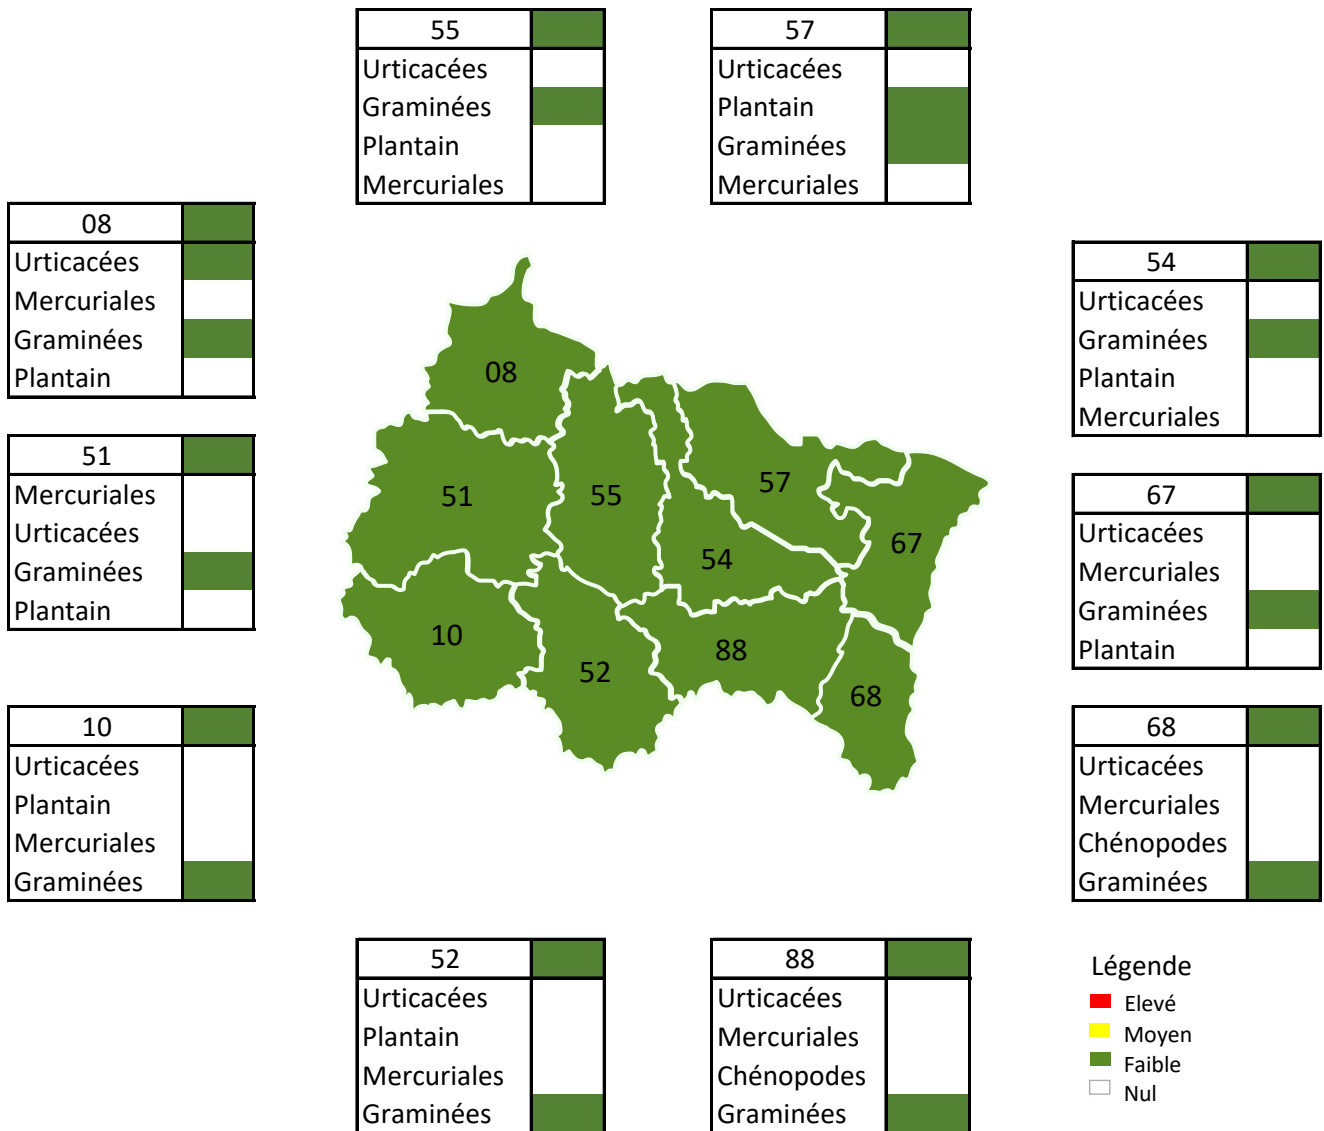 55
Urticacées
Graminées
Plantain
Mercuriales
57
Urticacées
Plantain
Graminées
Mercuriales
08
Urticacées
Mercuriales
Graminées
Plantain
54
Urticacées
Graminées
Plantain
Mercuriales
51
Mercuriales
Urticacées
Graminées
Plantain
08
51
55
57
54
67
10
52
88
68
67
Urticacées
Mercuriales
Graminées
Plantain
10
Urticacées
Plantain
Mercuriales
Graminées
68
Urticacées
Mercuriales
Chénopodes
Graminées
52
Urticacées
Plantain
Mercuriales
Graminées
88
Urticacées
Mercuriales
Chénopodes
Graminées
Légende
Elevé
Moyen
Faible
Nul